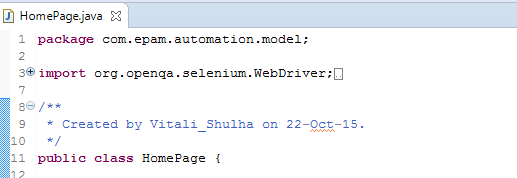 HomePage.java
1 package com.epam.automation.model;
2
3 import org.openqa.selenium.WebDriver;
7
8 /**
9 * Created by Vitali_Shulha on 22-Oct-15.
10 */
11 public class HomePage {